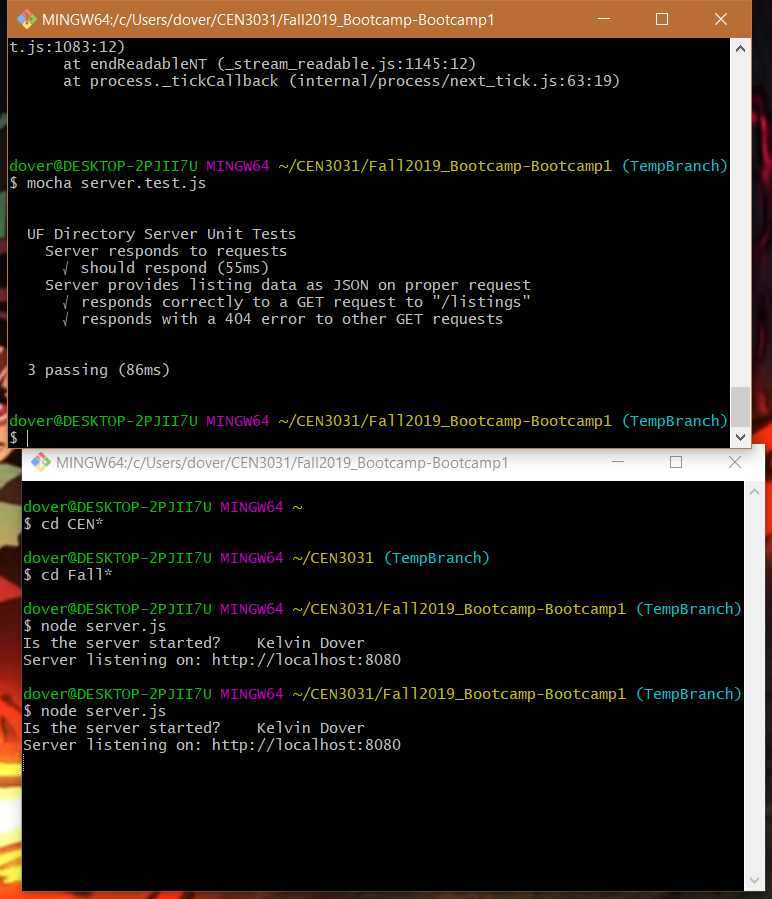 MINGW64:/c/Users/dover/CEN3031/Fall2019_Bootcamp-Bootcamp1
t.js:1083:12)
at endReadableNT (_stream_readable.js:1145:12)
at process._tickCallback (internal/process/next_tick.js:63:19)
dover@DESKTOP-2PJII7U MINGW64 ~/CEN3031/Fall2019_Bootcamp-Bootcamp1 (TempBranch)
$ mocha server.test.js
UF Directory Server Unit Tests
Server responds to requests
√ should respond (55ms)
Server provides listing data as JSON on proper request
√ responds correctly to a GET request to "/listings"
√ responds with a 404 error to other GET requests
3 passing (86ms)
dover@DESKTOP-2PJII7U MINGW64 ~/CEN3031/Fall2019_Bootcamp-Bootcamp1 (TempBranch)
$
MINGW64:/c/Users/dover/CEN3031/Fall2019_Bootcamp-Bootcamp1
dover@DESKTOP-2PJII7U MINGW64 ~
$ cd CEN*
dover@DESKTOP-2PJII7U MINGW64 ~/CEN3031 (TempBranch)
$ cd Fall*
dover@DESKTOP-2PJII7U MINGW64 ~/CEN3031/Fall2019_Bootcamp-Bootcamp1 (TempBranch)
$ node server.js
Is the server started?    Kelvin Dover
Server listening on: http://localhost:8080
dover@DESKTOP-2PJII7U MINGW64 ~/CEN3031/Fall2019_Bootcamp-Bootcamp1 (TempBranch)
$ node server.js
Is the server started?    Kelvin Dover
Server listening on: http://localhost:8080